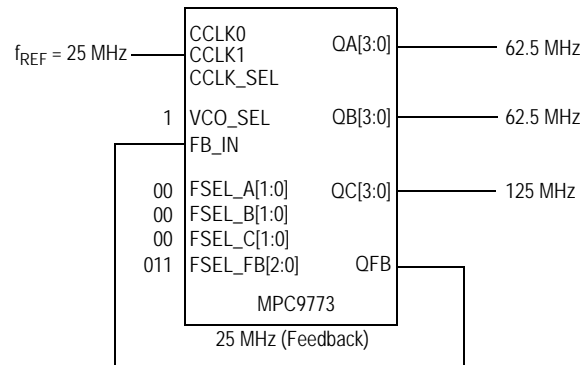 CCLK0
f_REF = 25 MHz CCLK1 QA[3:0] 62.5 MHz
CCLK_SEL
1 VCO_SEL QB[3:0] 62.5 MHz
FB_IN
00 FSEL_A[1:0] QC[3:0] 125 MHz
00 FSEL_B[1:0]
00 FSEL_C[1:0]
011 FSEL_FB[2:0] QFB
MPC9773
25 MHz (Feedback)